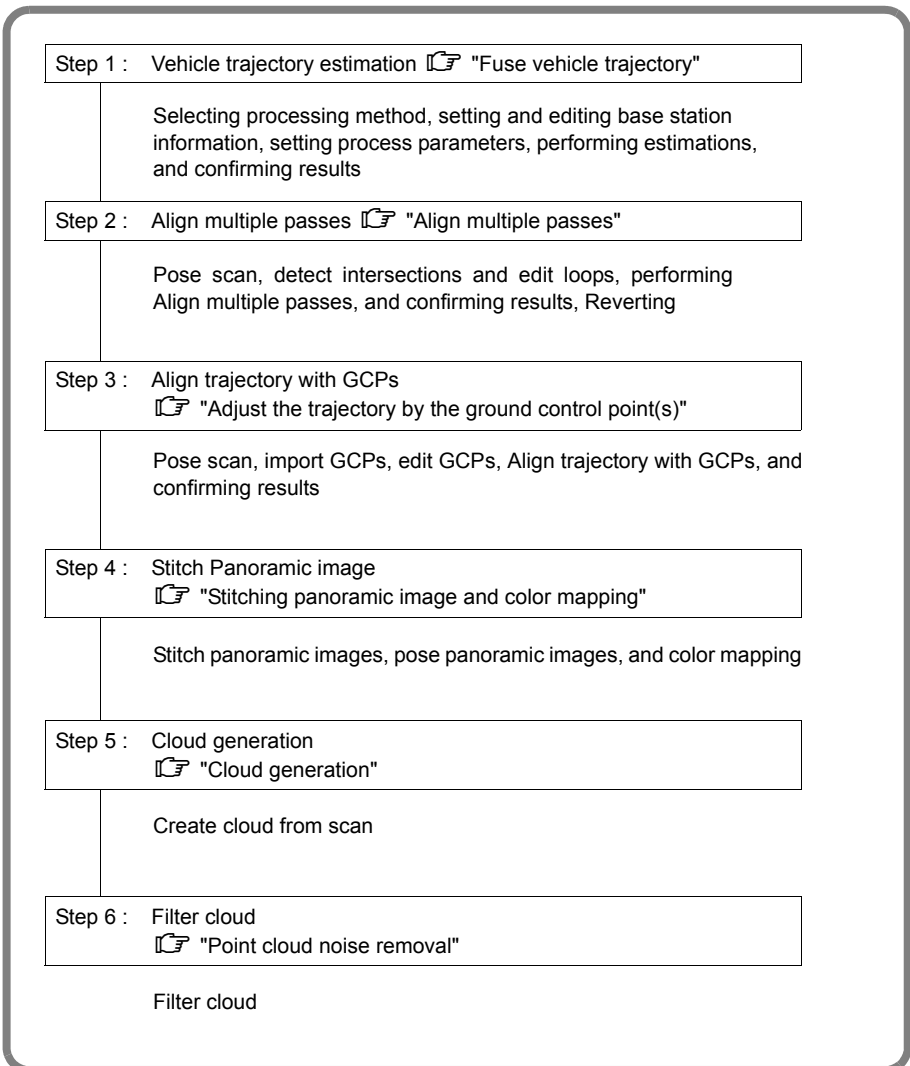 Step 1 : Vehicle trajectory estimation "Fuse vehicle trajectory"
Selecting processing method, setting and editing base station
information, setting process parameters, performing estimations,
and confirming results
Step 2 : Align multiple passes "Align multiple passes"
Pose scan, detect intersections and edit loops, performing
Align multiple passes, and confirming results, Reverting
Step 3 : Align trajectory with GCPs
"Adjust the trajectory by the ground control point(s)"
Pose scan, import GCPs, edit GCPs, Align trajectory with GCPs, and
confirming results
Step 4 : Stitch Panoramic image
"Stitching panoramic image and color mapping"
Stitch panoramic images, pose panoramic images, and color mapping
Step 5 : Cloud generation
"Cloud generation"
Create cloud from scan
Step 6 : Filter cloud
"Point cloud noise removal"
Filter cloud